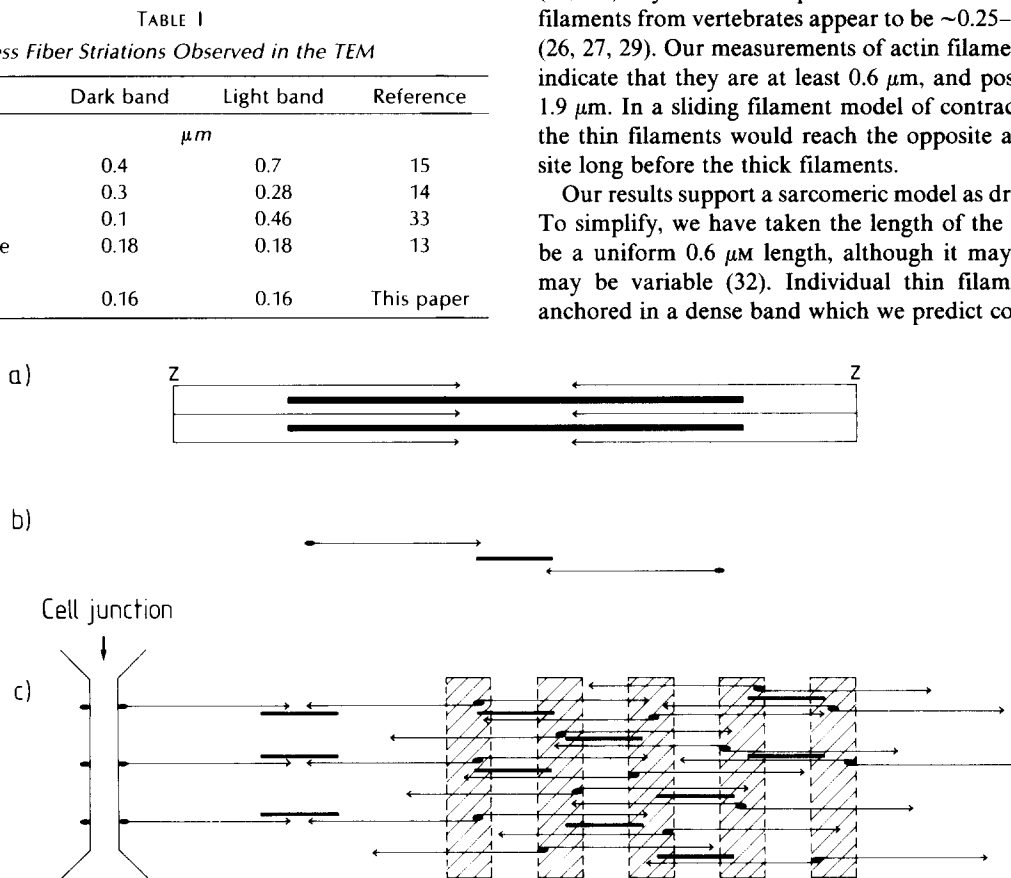 TABLE I
ss Fiber Striations Observed in the TEM
Dark band Light band Reference
μm
0.4 0.7 15
0.3 0.28 14
0.1 0.46 33
e 0.18 0.18 13
0.16 0.16 This paper
filaments from vertebrates appear to be ~0.25–
(26, 27, 29). Our measurements of actin filame
indicate that they are at least 0.6 μm, and pos
1.9 μm. In a sliding filament model of contrac
the thin filaments would reach the opposite a
site long before the thick filaments.
Our results support a sarcomeric model as dr
To simplify, we have taken the length of the
be a uniform 0.6 μM length, although it may
may be variable (32). Individual thin filam
anchored in a dense band which we predict co
a)
Z Z
b)
Cell junction
c)